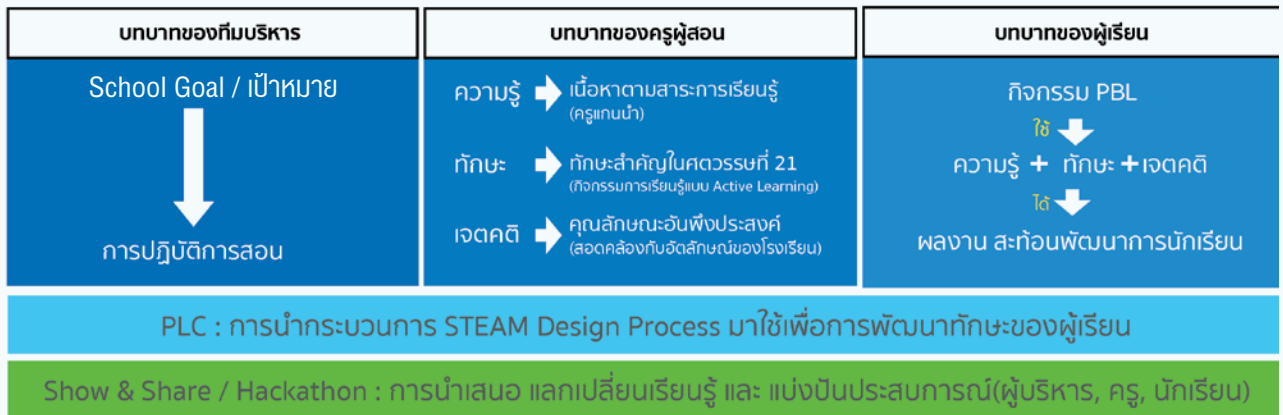 บทบาทของทีมบริหาร
School Goal / เป้าหมาย
การปฏิบัติการสอน
บทบาทของครูผู้สอน
ความรู้ เนื้อหาตามสาระการเรียนรู้
(ครูแกนนำ)
ทักษะ ทักษะสำคัญในศตวรรษที่ 21
(กิจกรรมการเรียนรู้แบบ Active Learning)
เจตคติ คุณลักษณะอันพึงประสงค์
(สอดคล้องกับอัตลักษณ์ของโรงเรียน)
บทบาทของผู้เรียน
กิจกรรม PBL
ใช้
ความรู้ + ทักษะ + เจตคติ
ได้
ผลงาน สะท้อนพัฒนาการนักเรียน
PLC : การนำกระบวนการ STEAM Design Process มาใช้เพื่อการพัฒนาทักษะของผู้เรียน
Show & Share / Hackathon : การนำเสนอ แลกเปลี่ยนเรียนรู้ และ แบ่งปันประสบการณ์(ผู้บริหาร, ครู, นักเรียน)